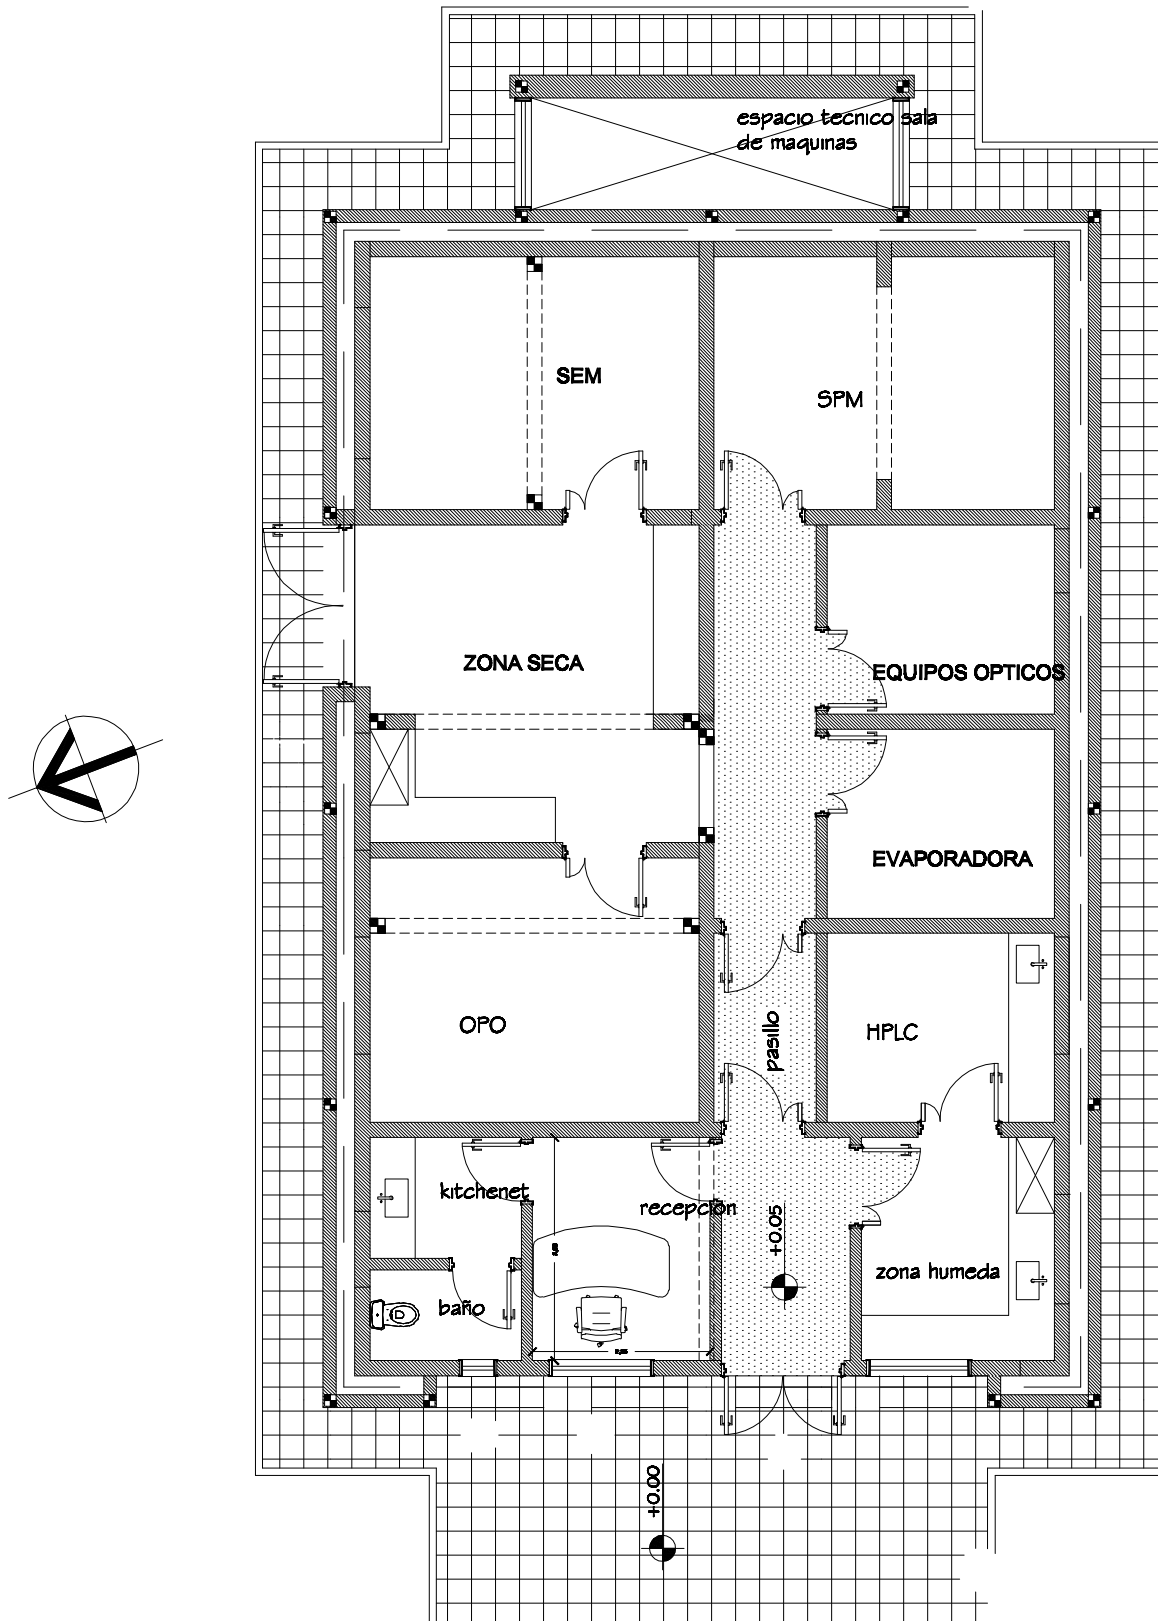 espacio tecnico sala
de maquinas
SEM
SPM
ZONA SECA
EQUIPOS OPTICOS
EVAPORADORA
OPO
pasillo
HPLC
kitchenet
recepción
+0.05
zona humeda
baño
+0.00